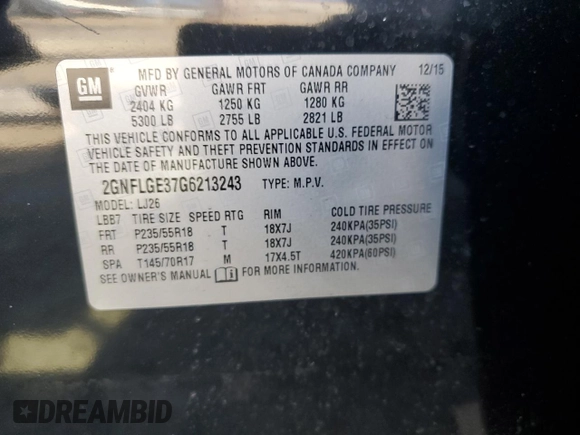 GM
MFD BY GENERAL MOTORS OF CANADA COMPANY 12/15
GVWR GAWR FRT GAWR RR
2404 KG 1250 KG 1280 KG
5300 LB 2755 LB 2821 LB
THIS VEHICLE CONFORMS TO ALL APPLICABLE U.S. FEDERAL MOTOR
VEHICLE SAFETY AND THEFT PREVENTION STANDARDS IN EFFECT ON
THE DATE OF MANUFACTURE SHOWN ABOVE.
2GNFLGE37G6213243 TYPE: M.P.V.
MODEL: LJ26
LBB7 TIRE SIZE SPEED RTG RIM COLD TIRE PRESSURE
FRT P235/55R18 T 18X7J 240KPA(35PSI)
RR P235/55R18 T 18X7J 240KPA(35PSI)
SPA T145/70R17 M 17X4.5T 420KPA(60PSI)
SEE OWNER'S MANUAL FOR MORE INFORMATION.
DREAMBID